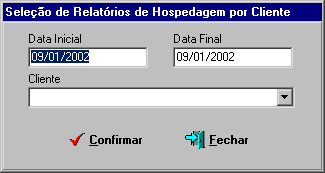 Seleção de Relatórios de Hospedagem por Cliente
Data Inicial Data Final
09/01/2002 09/01/2002
Cliente
Confirmar Fechar